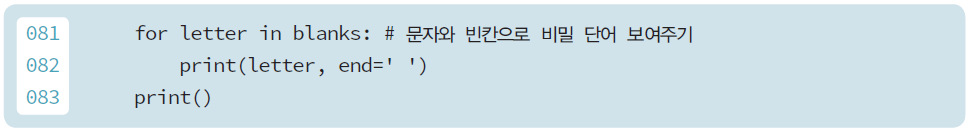 081 for letter in blanks: # 문자와 빈칸으로 비밀 단어 보여주기
082 print(letter, end=' ')
083 print()